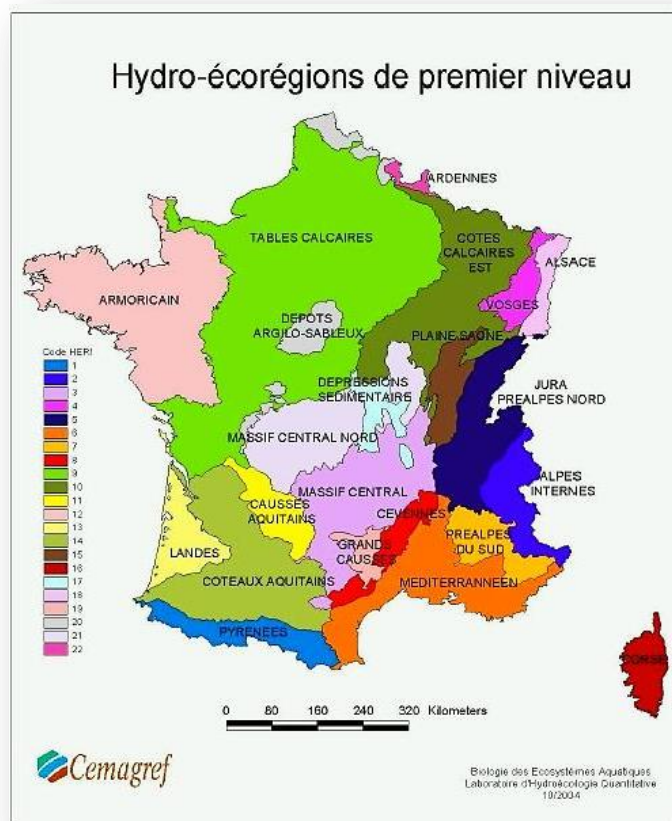 Hydro-écorégions de premier niveau
ARDENNES
TABLES CALCAIRES
COTES
CALCAIRES
EST
ALSACE
ARMORICAIN
VOSGES
DEPOTS
ARGILO-SABLEUX
PLAINE SAONE
Code HER1
1
2
3
4
5
6
7
8
9
10
11
12
13
14
15
16
17
18
19
20
21
22
DEPRESSIONS
SEDIMENTAIRE
JURA
PREALPES NORD
MASSIF CENTRAL NORD
ALPES
INTERNES
MASSIF CENTRAL
CAUSSES
AQUITAINS
CEVENNES
PREALPES
DU SUD
LANDES
GRANDS
CAUSSES
COTEAUX AQUITAINS
MEDITERRANEEN
PYRENEES
CORSE
0 80 160 240 320 Kilometers
Cemagref
Biologie des Ecosystèmes Aquatiques
Laboratoire d'Hydroécologie Quantitative
10/2004